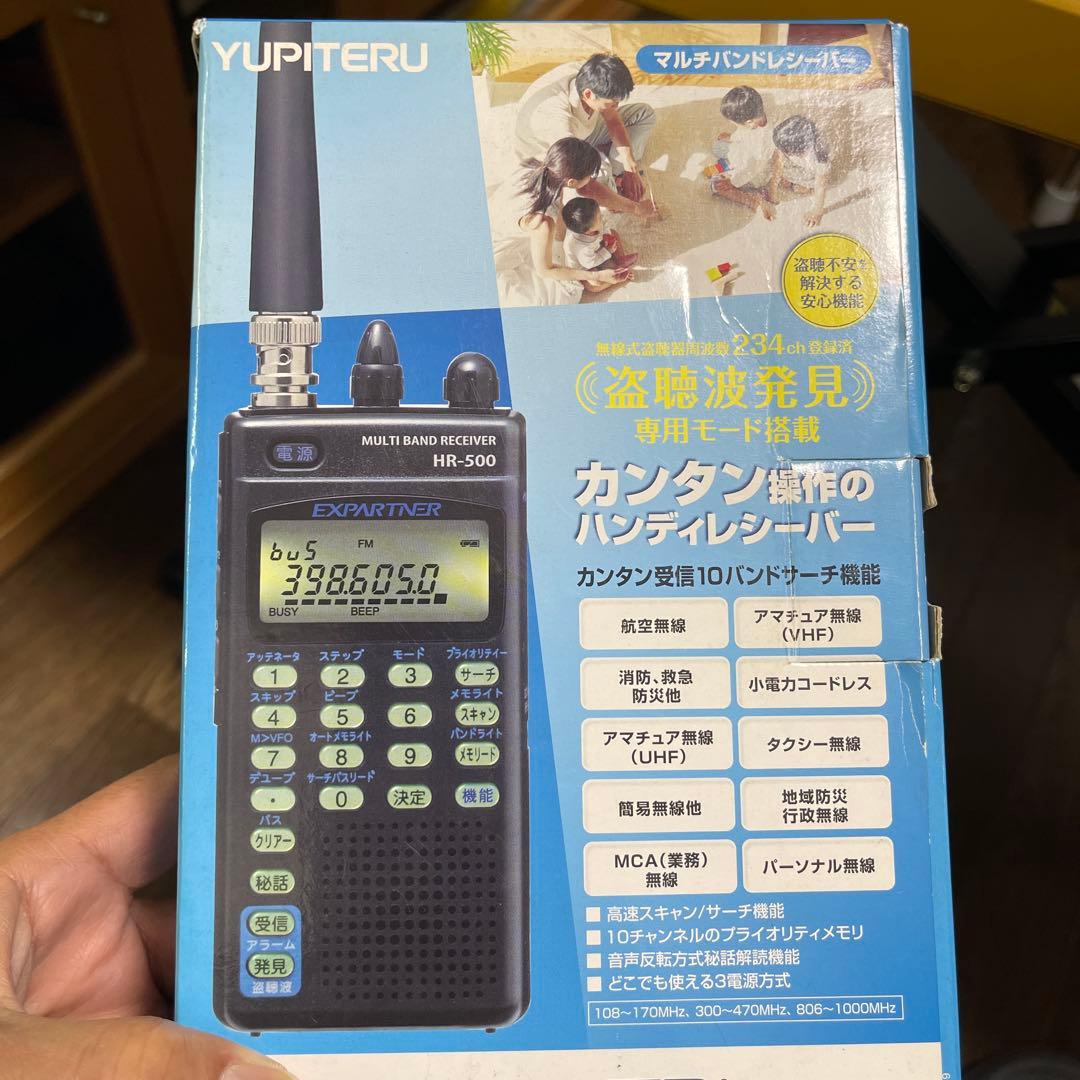 YUPITERU
マルチバンドレシーバー
盗聴不安を
解決する
安心機能
無線式盗聴器周波数234ch登録済
盗聴波発見
専用モード搭載
カンタン操作の
ハンディレシーバー
カンタン受信10バンドサーチ機能
航空無線
アマチュア無線
(VHF)
消防、救急
防災他
小電力コードレス
アマチュア無線
(UHF)
タクシー無線
簡易無線他
地域防災
行政無線
MCA(業務)
無線
パーソナル無線
■ 高速スキャン/サーチ機能
■ 10チャンネルのプライオリティメモリ
■ 音声反転方式秘話解読機能
■ どこでも使える3電源方式
108〜170MHz、300〜470MHz、806〜1000MHz
電源
MULTI BAND RECEIVER
HR-500
EXPARTNER
buS
FM
398.605.0
BUSY BEEP
アッテネータ ステップ モード プライオリティー
1 2 3 サーチ
スキップ ビープ メモライト
4 5 6 スキャン
M>VFO オートメモライト バンドライト
7 8 9 メモリード
デューブ サーチパスリード
・ 0 決定 機能
パス
クリアー
秘話
受信
アラーム
発見
盗聴波